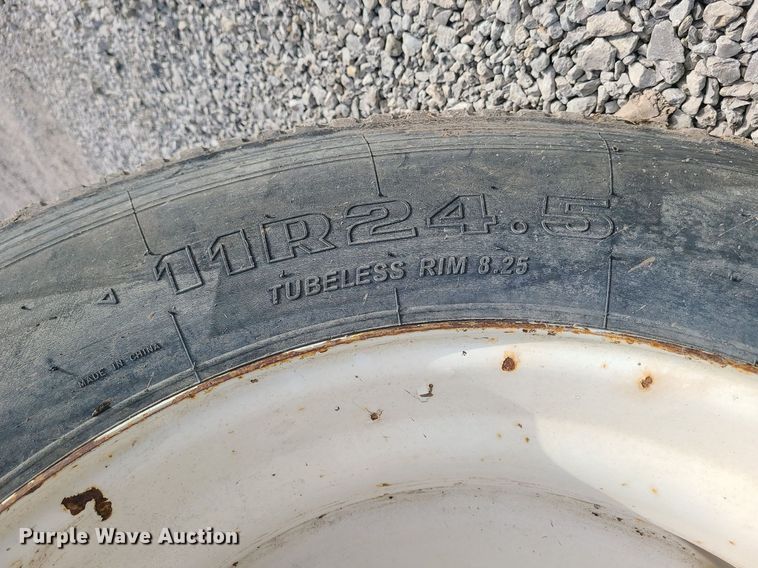 11R24.5
TUBELESS RIM 8.25
MADE IN CHINA
Purple Wave Auction